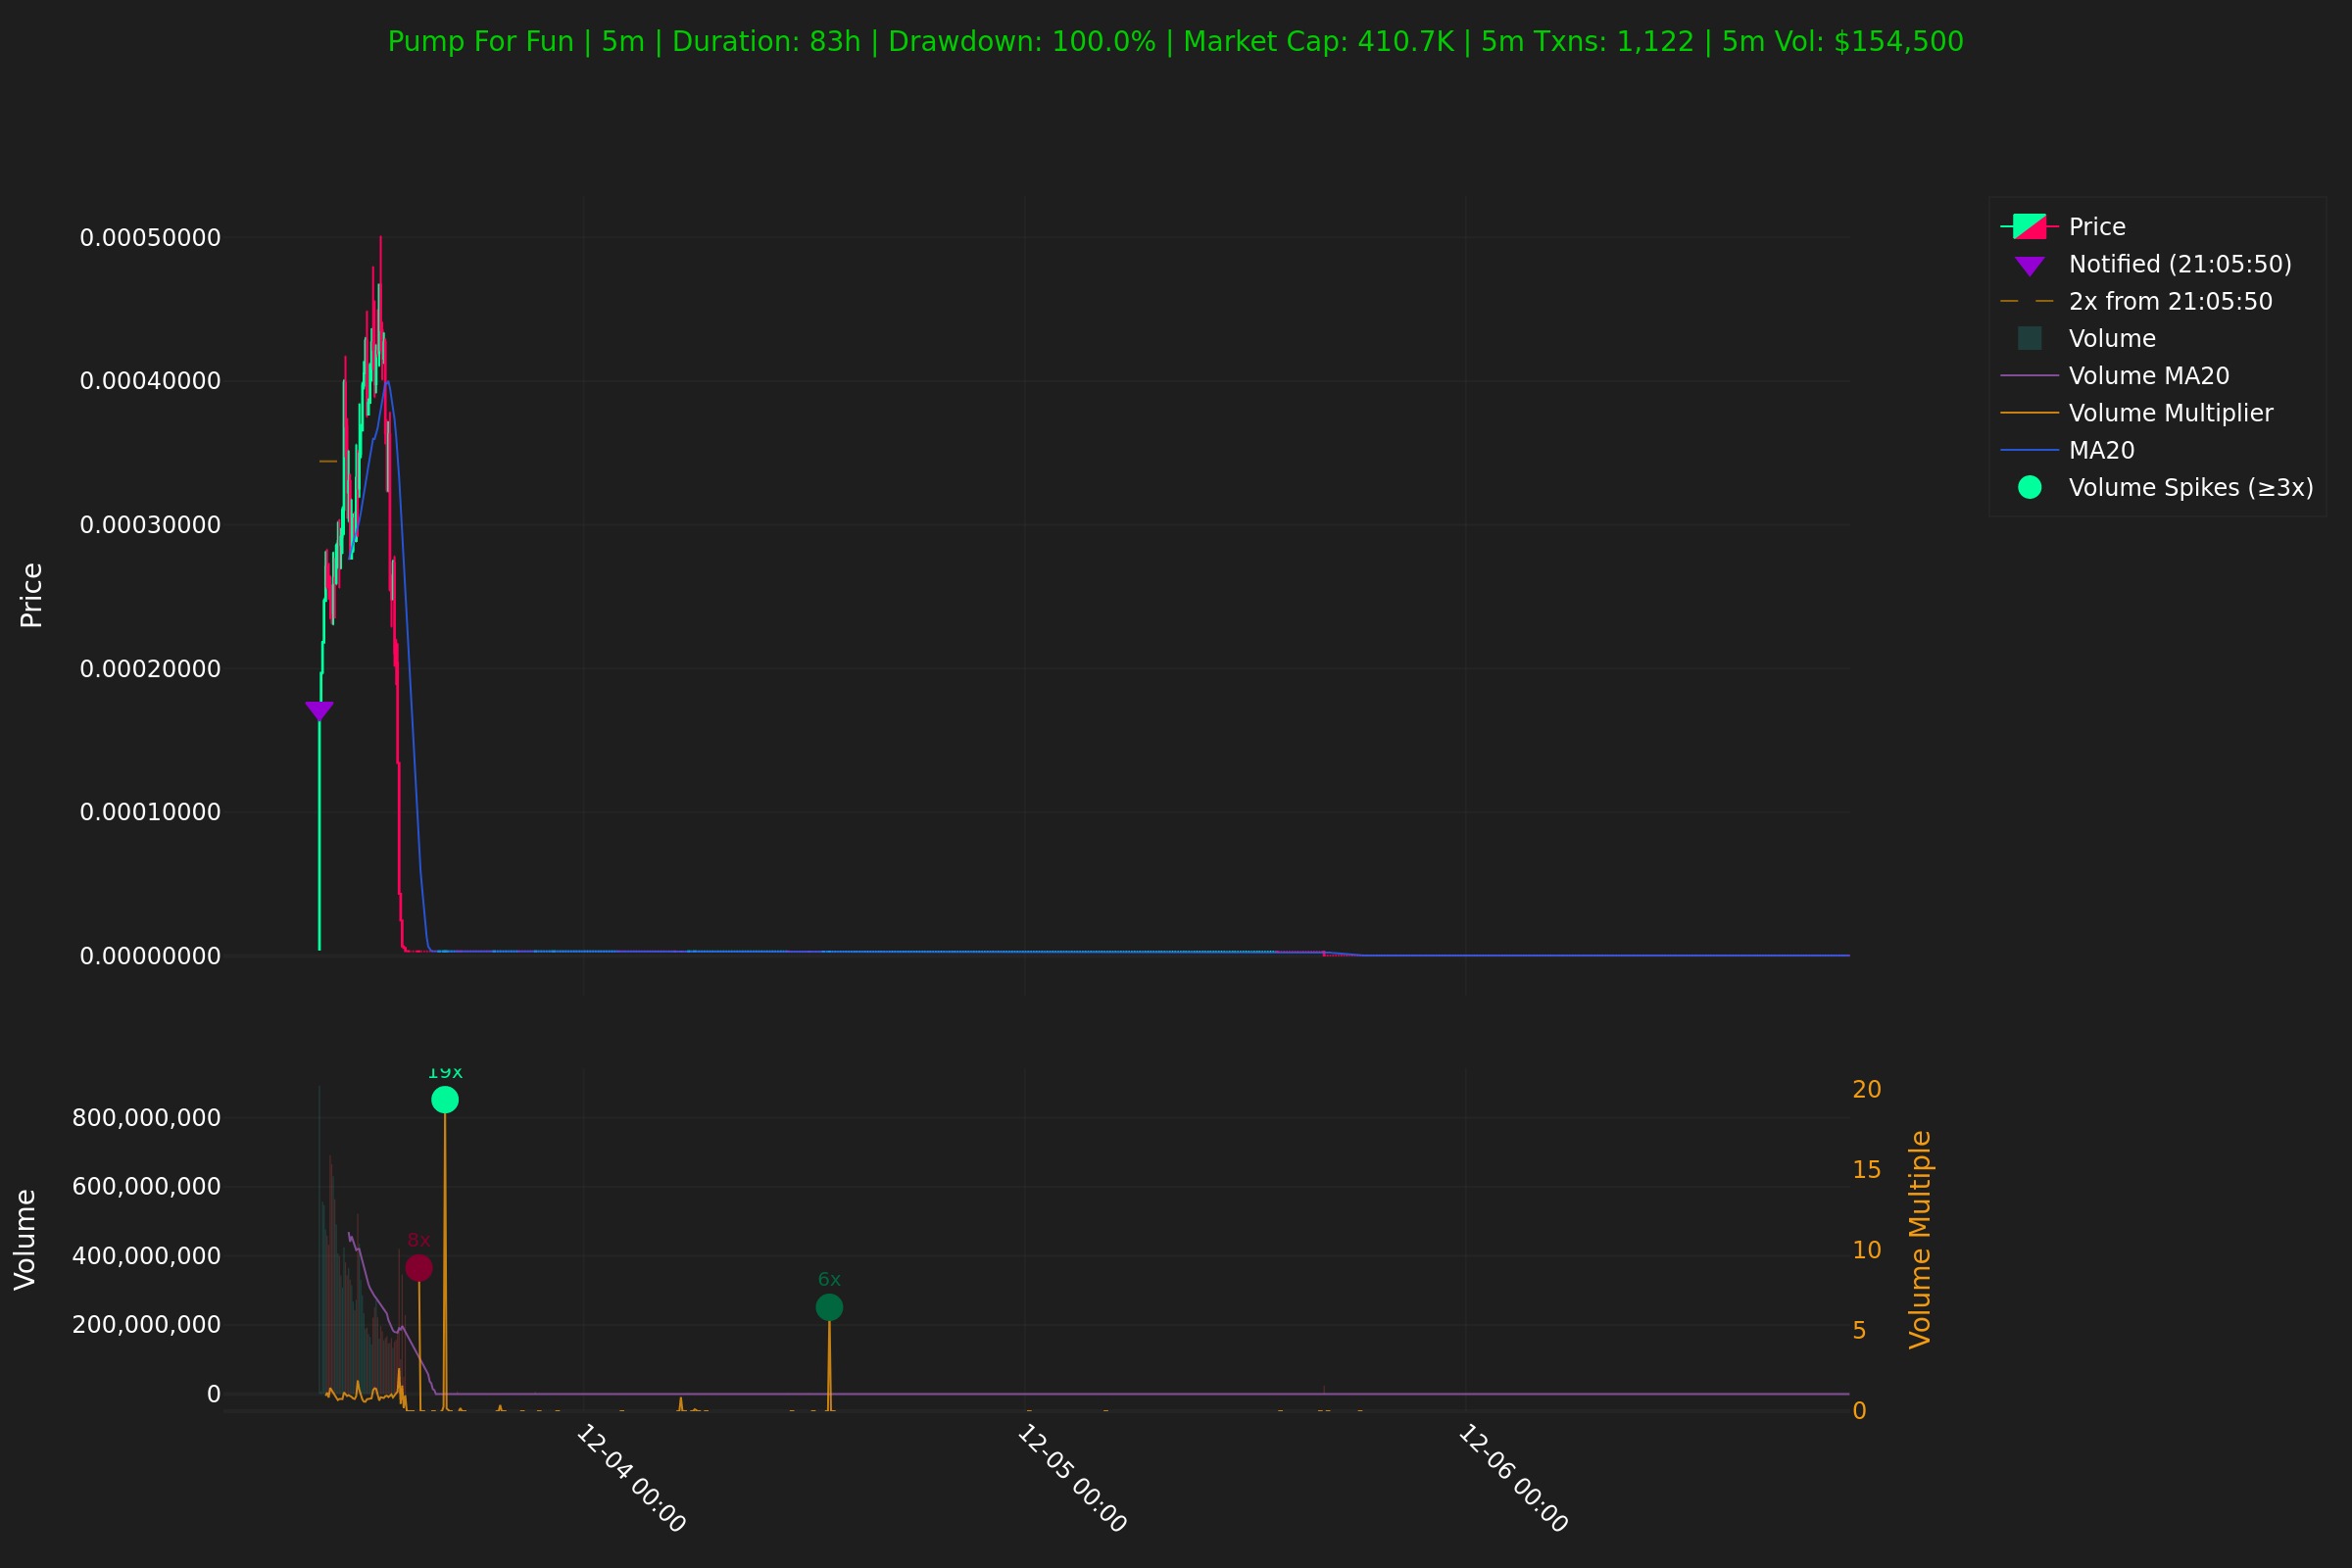 Pump For Fun | 5m | Duration: 83h | Drawdown: 100.0% | Market Cap: 410.7K | 5m Txns: 1,122 | 5m Vol: $154,500
Price
0.00050000
0.00040000
0.00030000
0.00020000
0.00010000
0.00000000
Price
Notified (21:05:50)
2x from 21:05:50
Volume
Volume MA20
Volume Multiplier
MA20
Volume Spikes (≥3x)
Volume
800,000,000
600,000,000
400,000,000
200,000,000
0
19x
8x
6x
20
15
10
5
0
Volume Multiple
12-04 00:00
12-05 00:00
12-06 00:00